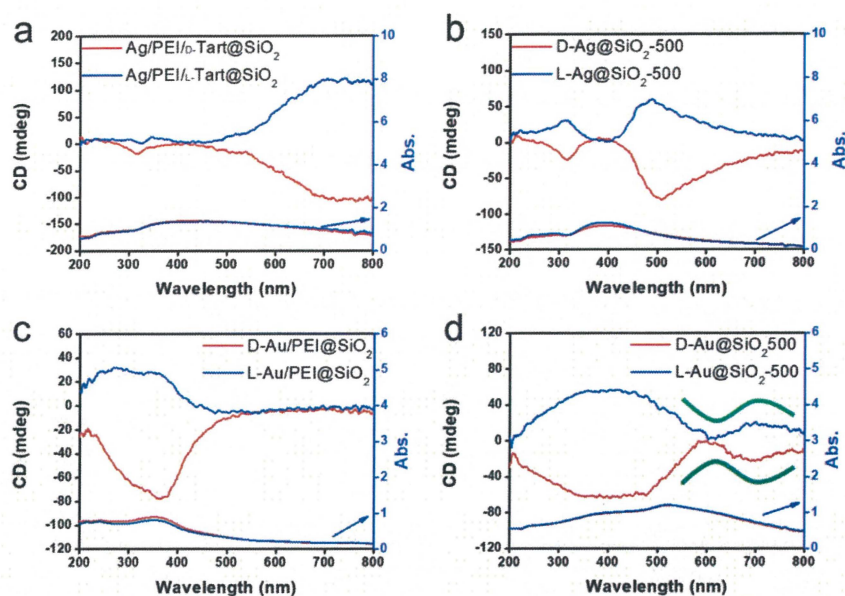 a
Ag/PEI/D-Tart@SiO2
Ag/PEI/L-Tart@SiO2
CD (mdeg)
200
150
100
50
0
-50
-100
-150
-200
10
8
6
4
2
0
Abs.
200 300 400 500 600 700 800
Wavelength (nm)
b
D-Ag@SiO2-500
L-Ag@SiO2-500
CD (mdeg)
150
100
50
0
-50
-100
-150
10
8
6
4
2
0
Abs.
200 300 400 500 600 700 800
Wavelength (nm)
c
D-Au/PEI@SiO2
L-Au/PEI@SiO2
CD (mdeg)
60
40
20
0
-20
-40
-60
-80
-100
-120
6
5
4
3
2
1
0
Abs.
200 300 400 500 600 700 800
Wavelength (nm)
d
D-Au@SiO2500
L-Au@SiO2-500
CD (mdeg)
120
80
40
0
-40
-80
-120
6
5
4
3
2
1
0
Abs.
200 300 400 500 600 700 800
Wavelength (nm)